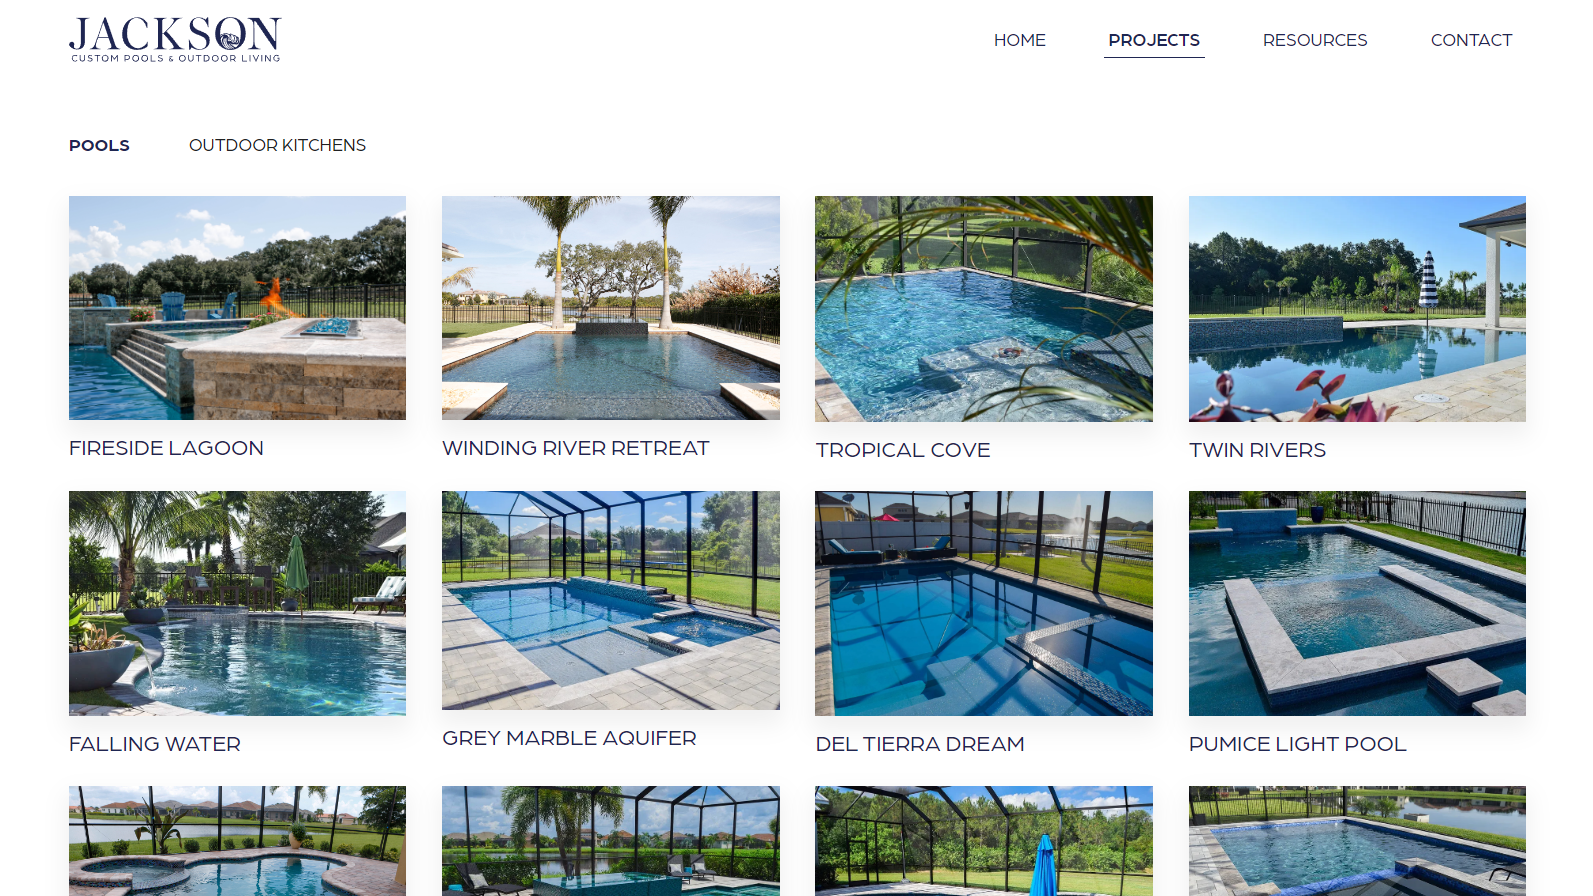 JACKSON
CUSTOM POOLS & OUTDOOR LIVING
HOME PROJECTS RESOURCES CONTACT
POOLS OUTDOOR KITCHENS
FIRESIDE LAGOON
WINDING RIVER RETREAT
TROPICAL COVE
TWIN RIVERS
FALLING WATER
GREY MARBLE AQUIFER
DEL TIERRA DREAM
PUMICE LIGHT POOL